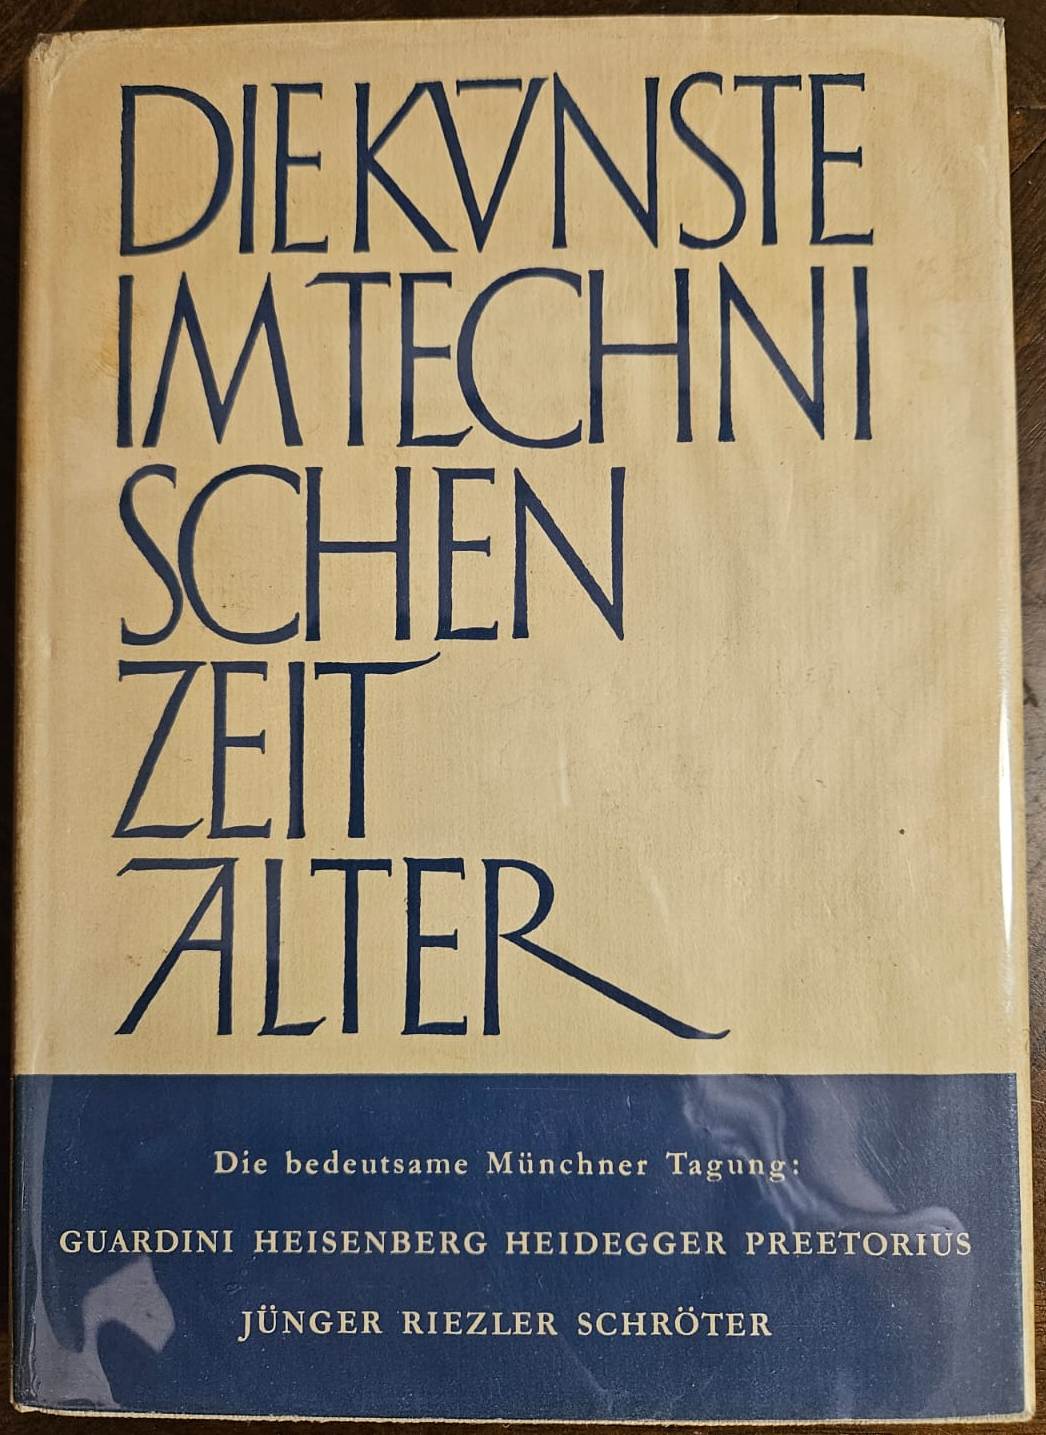 DIE KÜNSTE
IM TECHNI
SCHEN
ZEIT
ALTER
Die bedeutsame Münchner Tagung:
GUARDINI HEISENBERG HEIDEGGER PREETORIUS
JÜNGER RIEZLER SCHRÖTER